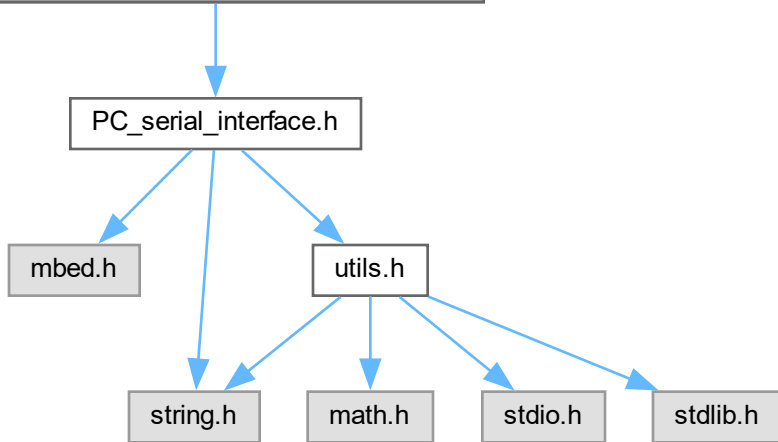 PC_serial_interface.h
mbed.h
utils.h
string.h
math.h
stdio.h
stdlib.h